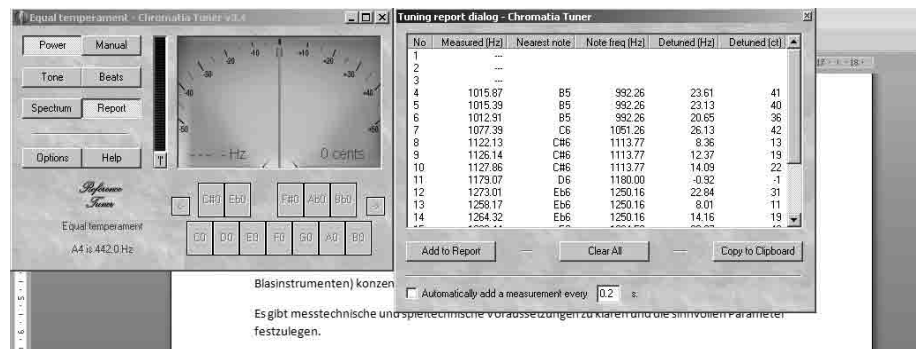 Equal temperament - Chromatia Tuner v3.4
Power Manual
Tone Beats
Spectrum Report
Options Help T
Reference
Tuner
Equal temperament
A4 is 442.0 Hz
-50 -40 -30 -20 -10 0 +10 +20 +30 +40 +50
--- - Hz 0 cents
< C#0 Eb0 F#0 Ab0 Bb0 >
C0 D0 E0 F0 G0 A0 B0
Tuning report dialog - Chromatia Tuner
No Measured (Hz) Nearest note Note freq (Hz) Detuned (Hz) Detuned (ct)
1 ---
2 ---
3 ---
4 1015.87 B5 992.26 23.61 41
5 1015.39 B5 992.26 23.13 40
6 1012.91 B5 992.26 20.65 36
7 1077.39 C6 1051.26 26.13 42
8 1122.13 C#6 1113.77 8.36 13
9 1126.14 C#6 1113.77 12.37 19
10 1127.86 C#6 1113.77 14.09 22
11 1179.07 D6 1180.00 -0.92 -1
12 1273.01 Eb6 1250.16 22.84 31
13 1258.17 Eb6 1250.16 8.01 11
14 1264.32 Eb6 1250.16 14.16 19
Add to Report Clear All Copy to Clipboard
Automatically add a measurement every 0.2 s.
Blasinstrumenten) konzen
Es gibt messtechnische und spieltechnische Voraussetzungen zu klären und die sinnvollen Parameter
festzulegen.